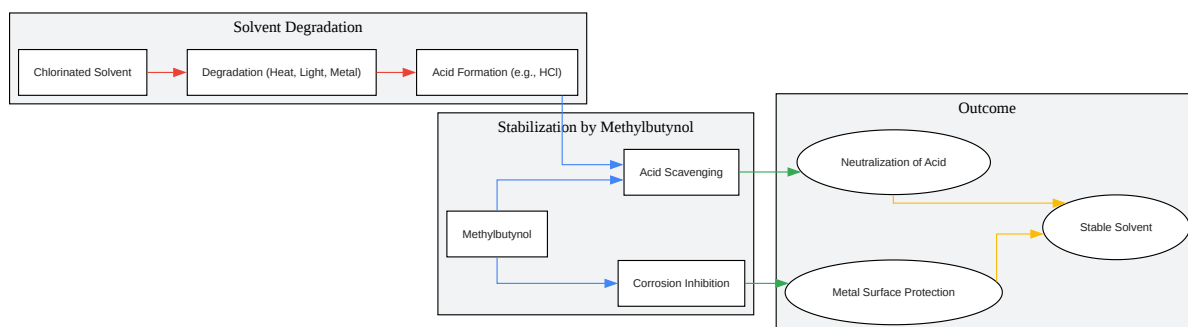 Solvent Degradation
Chlorinated Solvent
Degradation (Heat, Light, Metal)
Acid Formation (e.g., HCl)
Stabilization by Methylbutynol
Acid Scavenging
Methylbutynol
Corrosion Inhibition
Outcome
Neutralization of Acid
Stable Solvent
Metal Surface Protection